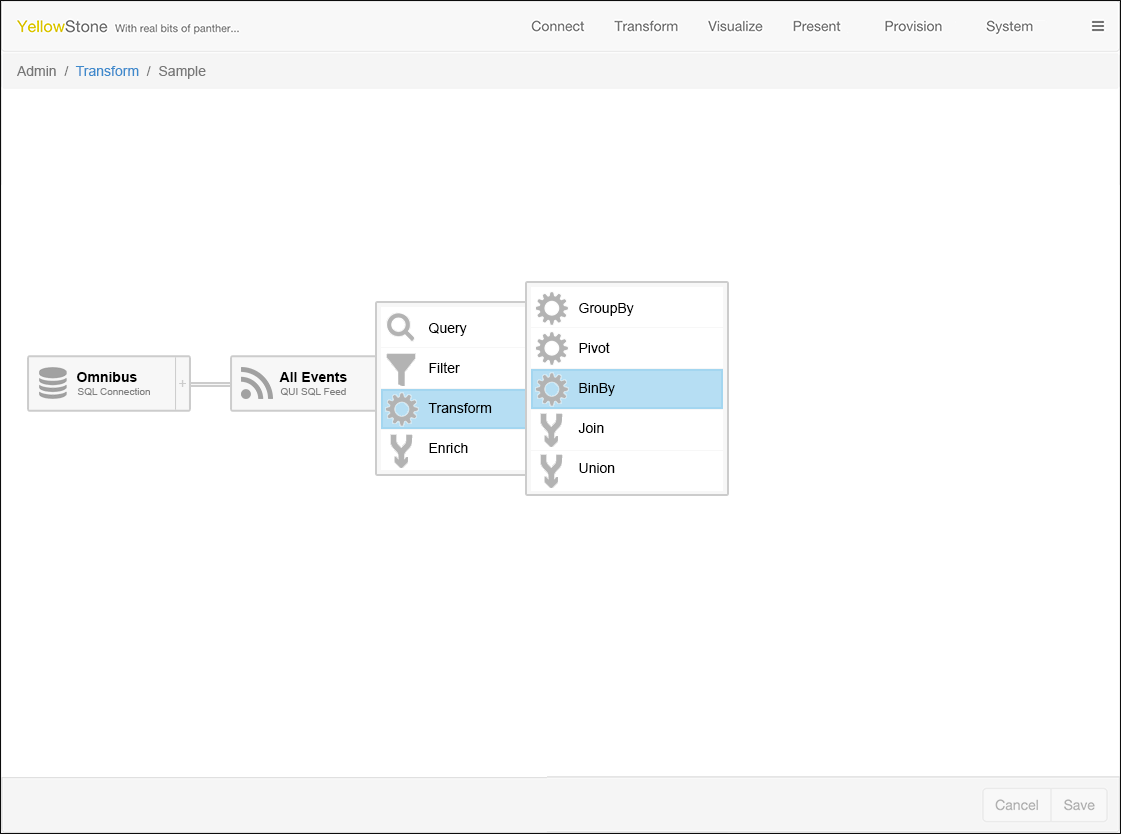 YellowStone With real bits of panther... Connect Transform Visualize Present Provision System
Admin / Transform / Sample
Omnibus
SQL Connection
+
All Events
QUI SQL Feed
Query
Filter
Transform
Enrich
GroupBy
Pivot
BinBy
Join
Union
Cancel Save